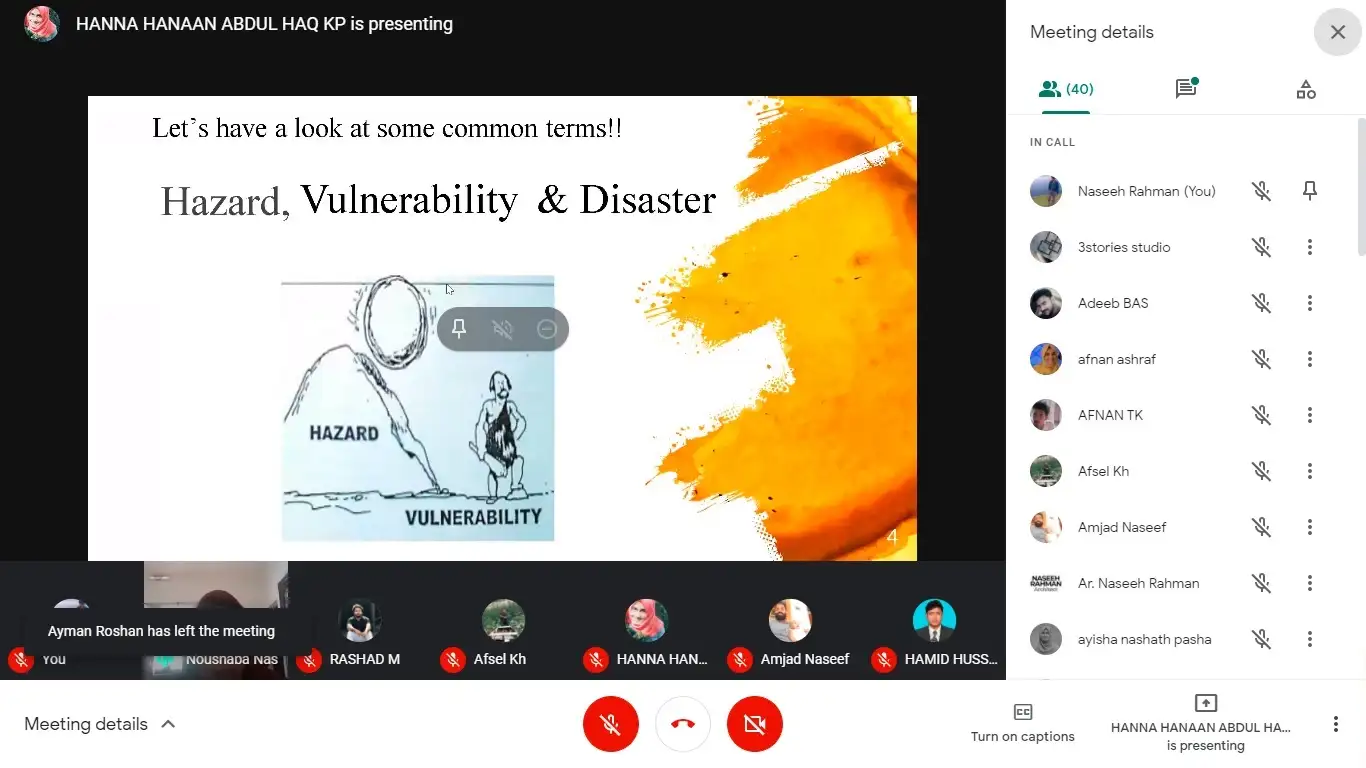 HANNA HANAAN ABDUL HAQ KP is presenting
Let's have a look at some common terms!!
Hazard, Vulnerability & Disaster
HAZARD
VULNERABILITY
4
Ayman Roshan has left the meeting
You
Noushaba Nas
RASHAD M
Afsel Kh
HANNA HAN...
Amjad Naseef
HAMID HUSS...
Meeting details
(40)
IN CALL
Naseeh Rahman (You)
3stories studio
Adeeb BAS
afnan ashraf
AFNAN TK
Afsel Kh
Amjad Naseef
NASEEH
RAHMAN
Architect
Ar. Naseeh Rahman
ayisha nashath pasha
Meeting details
CC
Turn on captions
HANNA HANAAN ABDUL HA...
is presenting